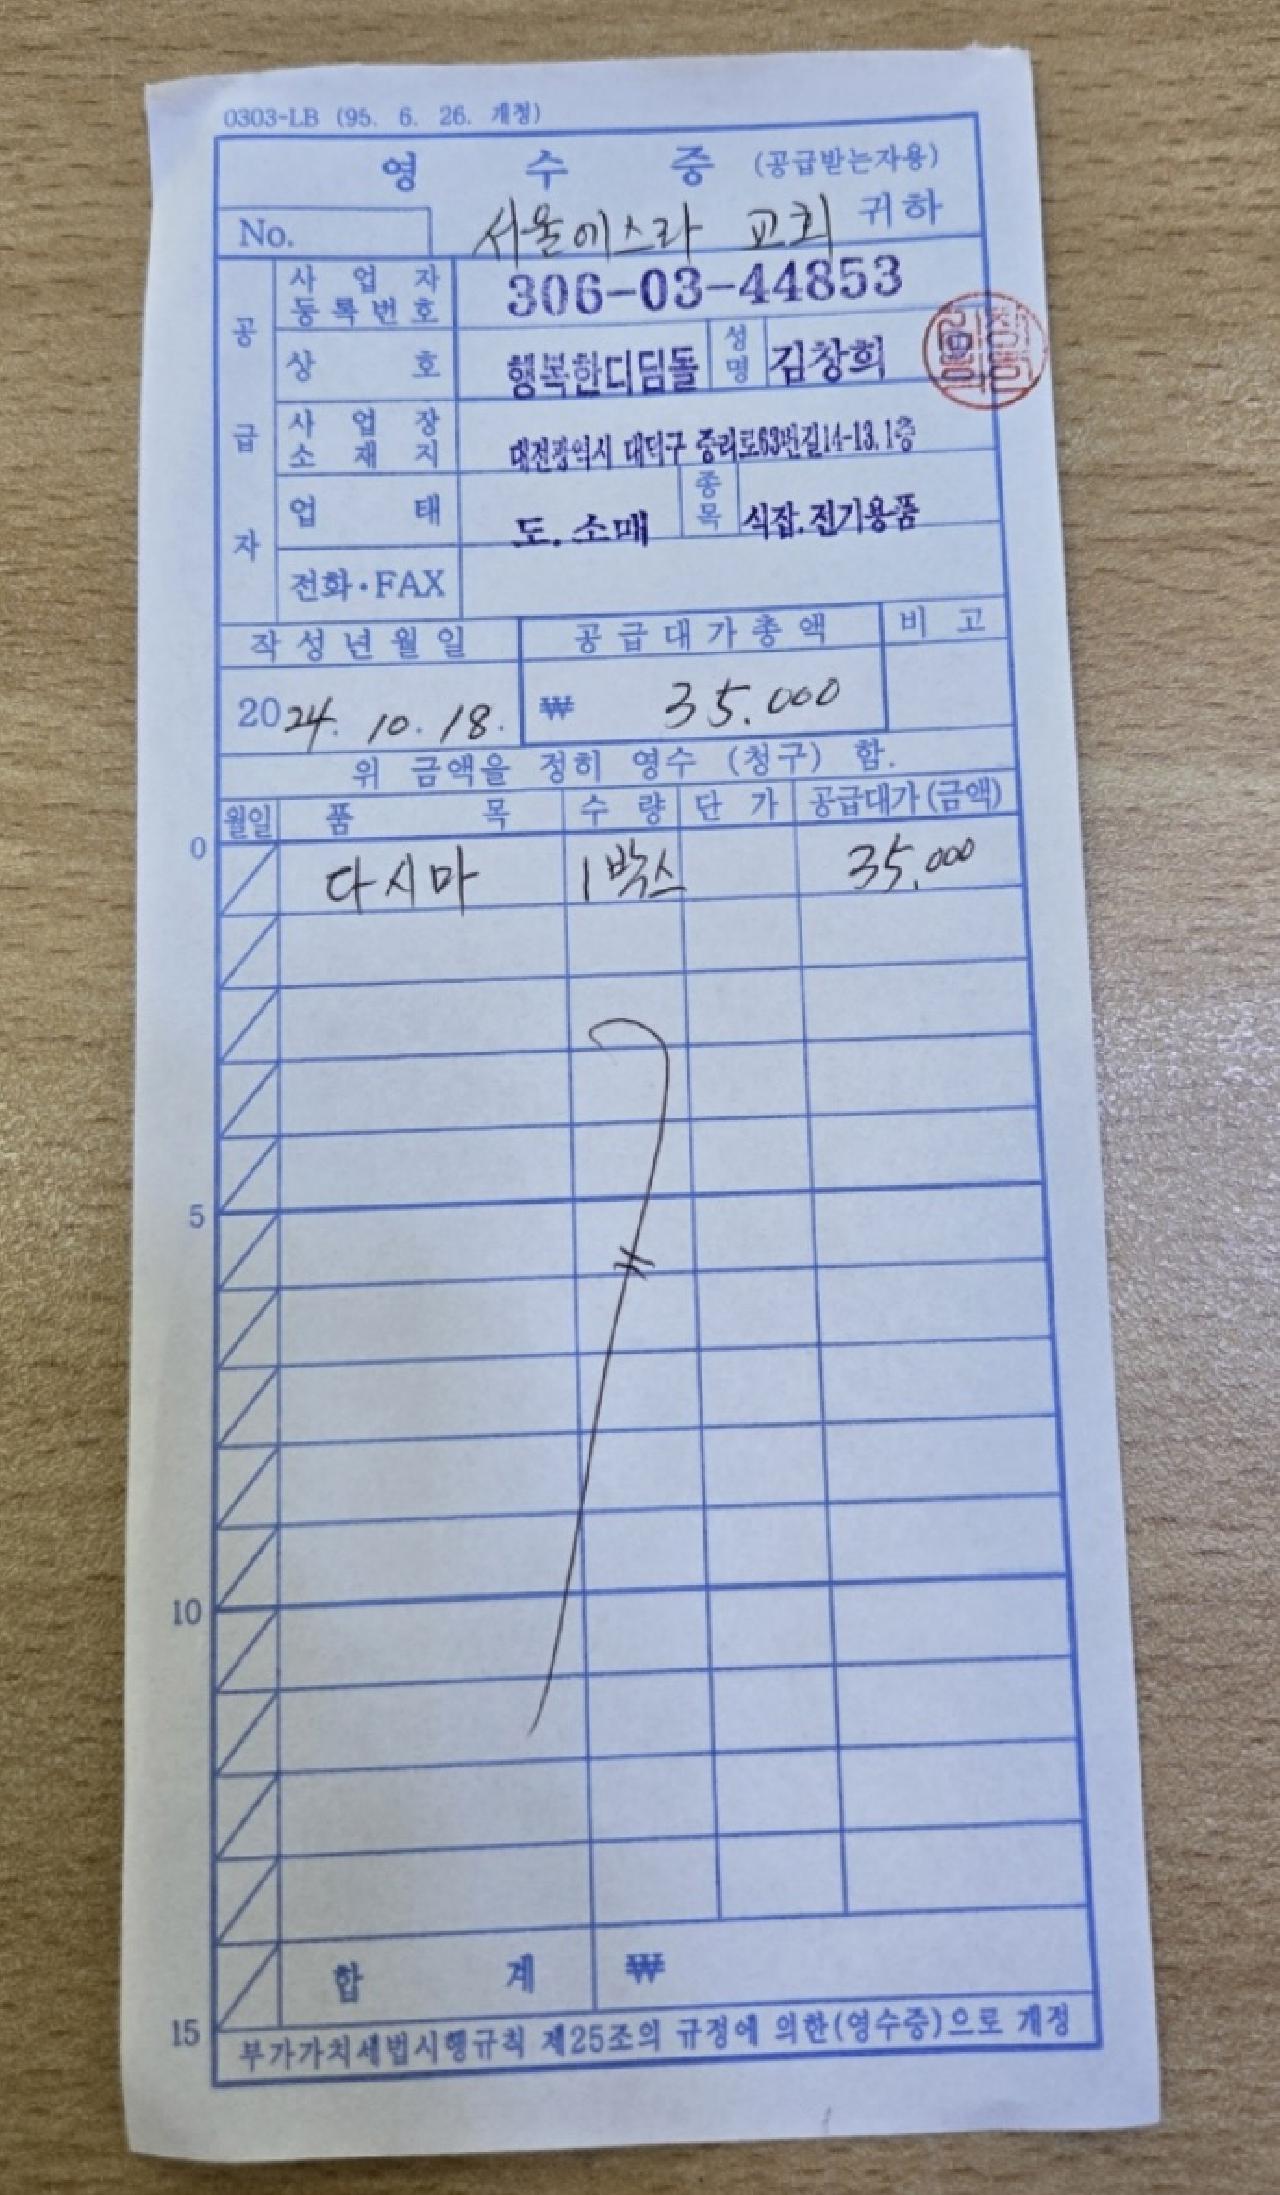 0303-LB (95. 6. 26. 개정)
영 수 증 (공급받는자용)
No. 서울에스라 교회 귀하
공급자
사업자등록번호 306-03-44853
상호 행복한디딤돌 성명 김창희
사업장소재지 대전광역시 대덕구 중리로63번길14-13.1층
업태 도.소매 종목 식잡.전기용품
전화·FAX
작성년월일 공급대가총액 비고
2024. 10. 18. ₩ 35.000
위 금액을 정히 영수 (청구) 함.
월일 품목 수량 단가 공급대가(금액)
0
다시마 1박스 35,000
5
10
합계 ₩
15
부가가치세법시행규칙 제25조의 규정에 의한(영수증)으로 개정